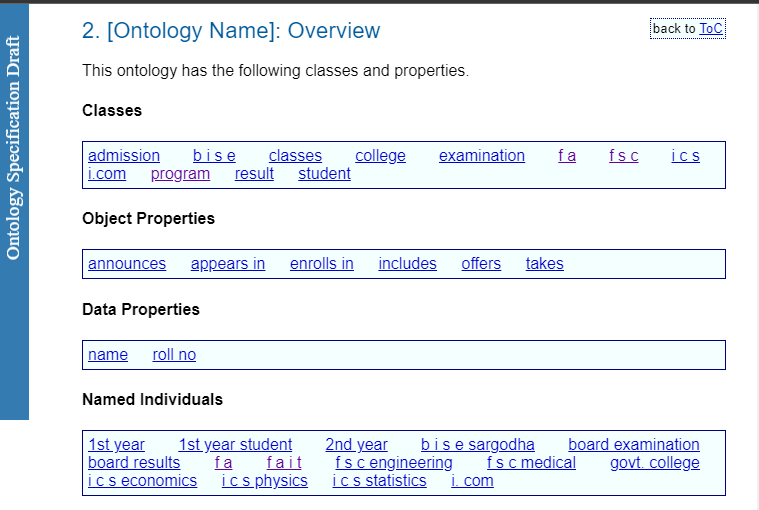 Ontology Specification Draft
2. [Ontology Name]: Overview
back to ToC
This ontology has the following classes and properties.
Classes
admission b i s e classes college examination f a f s c i c s
i.com program result student
Object Properties
announces appears in enrolls in includes offers takes
Data Properties
name roll no
Named Individuals
1st year 1st year student 2nd year b i s e sargodha board examination
board results f a f a i t f s c engineering f s c medical govt. college
i c s economics i c s physics i c s statistics i. com